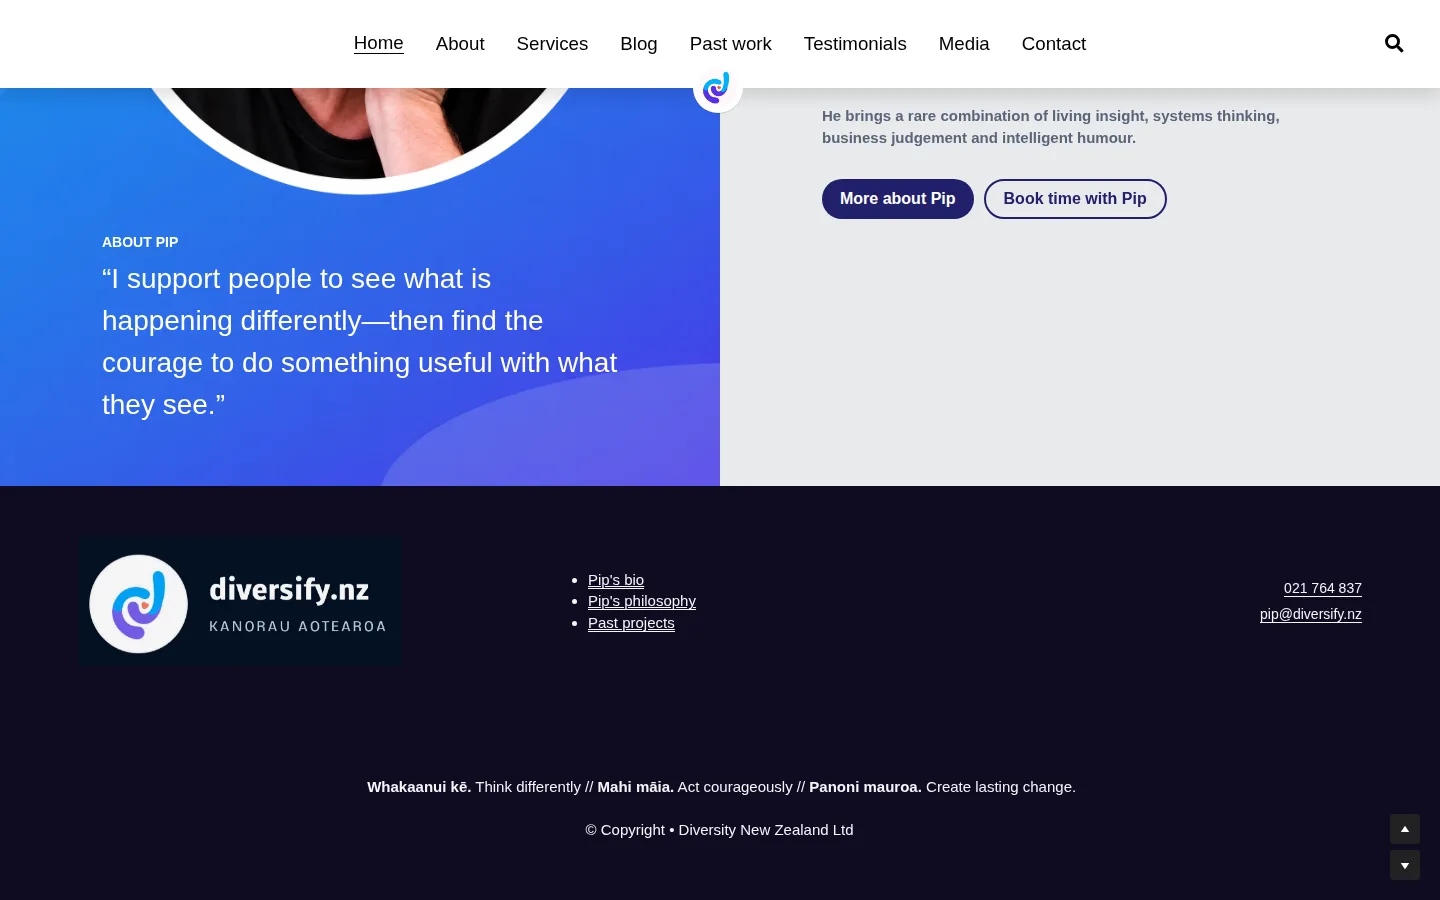 Home About Services Blog Past work Testimonials Media Contact
He brings a rare combination of living insight, systems thinking,
business judgement and intelligent humour.
More about Pip Book time with Pip
ABOUT PIP
“I support people to see what is
happening differently—then find the
courage to do something useful with what
they see.”
diversify.nz
KANORAU AOTEAROA
Pip's bio
Pip's philosophy
Past projects
021 764 837
pip@diversify.nz
Whakaanui kē. Think differently // Mahi māia. Act courageously // Panoni mauroa. Create lasting change.
© Copyright • Diversity New Zealand Ltd